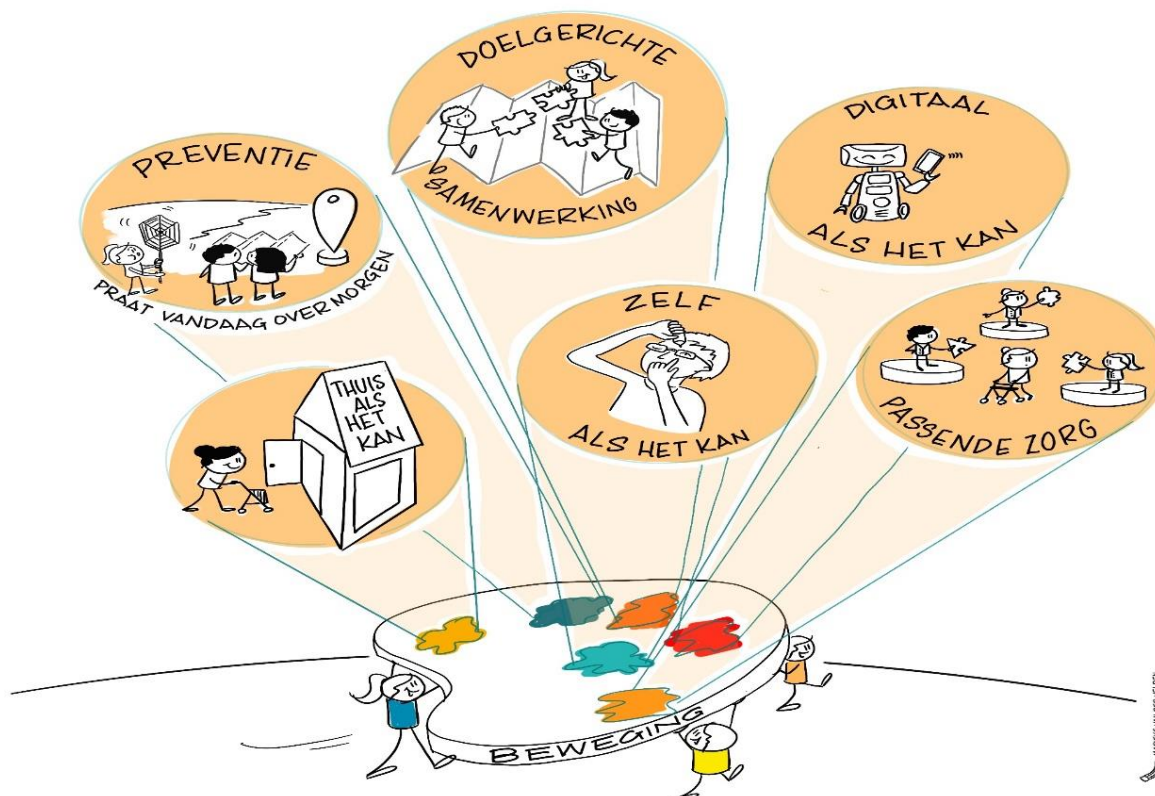 DOELGERICHTE
SAMENWERKING
DIGITAAL
ALS HET KAN
PREVENTIE
PRAAT VANDAAG OVER MORGEN
ZELF
ALS HET KAN
PASSENDE ZORG
THUIS
ALS
HET
KAN
BEWEGING